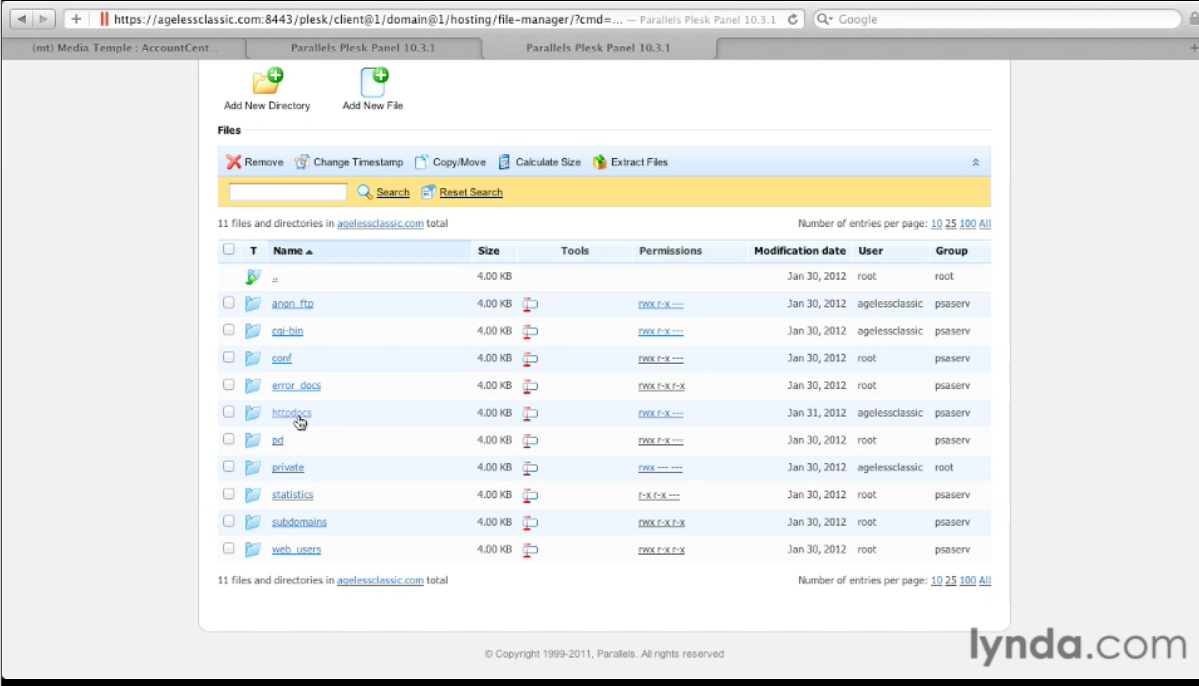 https://agelessclassic.com:8443/plesk/client@1/domain@1/hosting/file-manager/?cmd=... — Parallels Plesk Panel 10.3.1 Google
(mt) Media Temple : AccountCent... Parallels Plesk Panel 10.3.1 Parallels Plesk Panel 10.3.1
Add New Directory Add New File
Files
Remove Change Timestamp Copy/Move Calculate Size Extract Files
Search Reset Search
11 files and directories in agelessclassic.com total Number of entries per page: 10 25 100 All
T Name Size Tools Permissions Modification date User Group
.. 4.00 KB Jan 30, 2012 root root
anon_ftp 4.00 KB rwx r-x --- Jan 30, 2012 agelessclassic psaserv
cgi-bin 4.00 KB rwx r-x --- Jan 30, 2012 agelessclassic psaserv
conf 4.00 KB rwx r-x --- Jan 30, 2012 root psaserv
error_docs 4.00 KB rwx r-x r-x Jan 30, 2012 root psaserv
httpdocs 4.00 KB rwx r-x --- Jan 31, 2012 agelessclassic psaserv
pd 4.00 KB rwx r-x --- Jan 30, 2012 root psaserv
private 4.00 KB rwx --- --- Jan 30, 2012 agelessclassic root
statistics 4.00 KB r-x r-x --- Jan 30, 2012 root psaserv
subdomains 4.00 KB rwx r-x r-x Jan 30, 2012 root psaserv
web_users 4.00 KB rwx r-x r-x Jan 30, 2012 root psaserv
11 files and directories in agelessclassic.com total Number of entries per page: 10 25 100 All
© Copyright 1999-2011, Parallels. All rights reserved
lynda.com